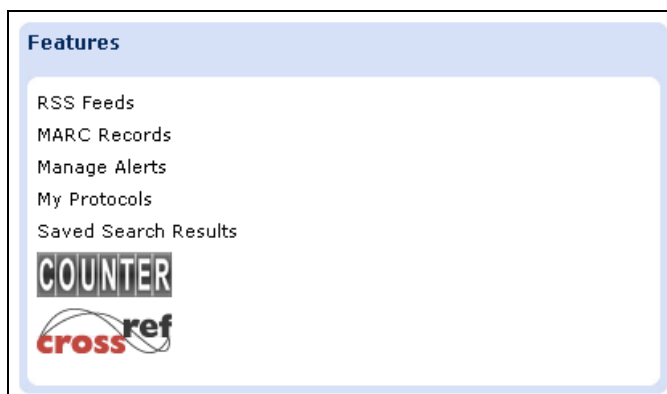 Features
RSS Feeds
MARC Records
Manage Alerts
My Protocols
Saved Search Results
COUNTER
crossref